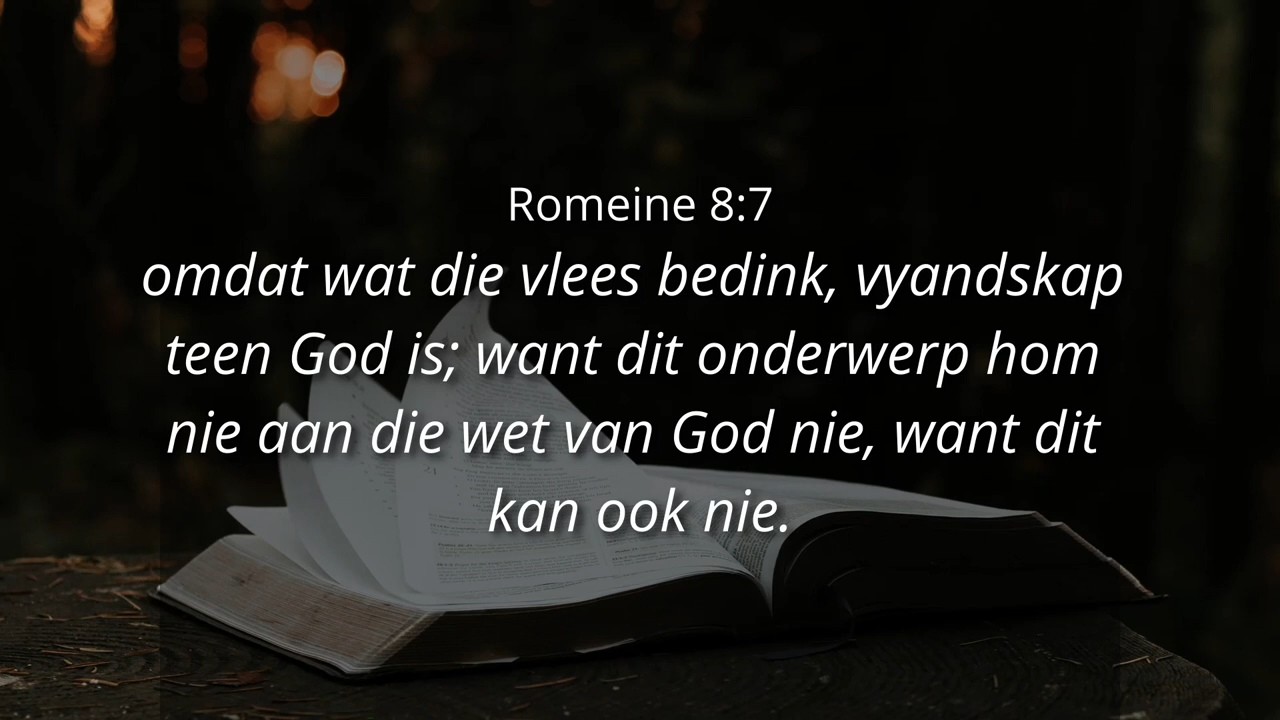 Romeine 8:7
omdat wat die vlees bedink, vyandskap
teen God is; want dit onderwerp hom
nie aan die wet van God nie, want dit
kan ook nie.